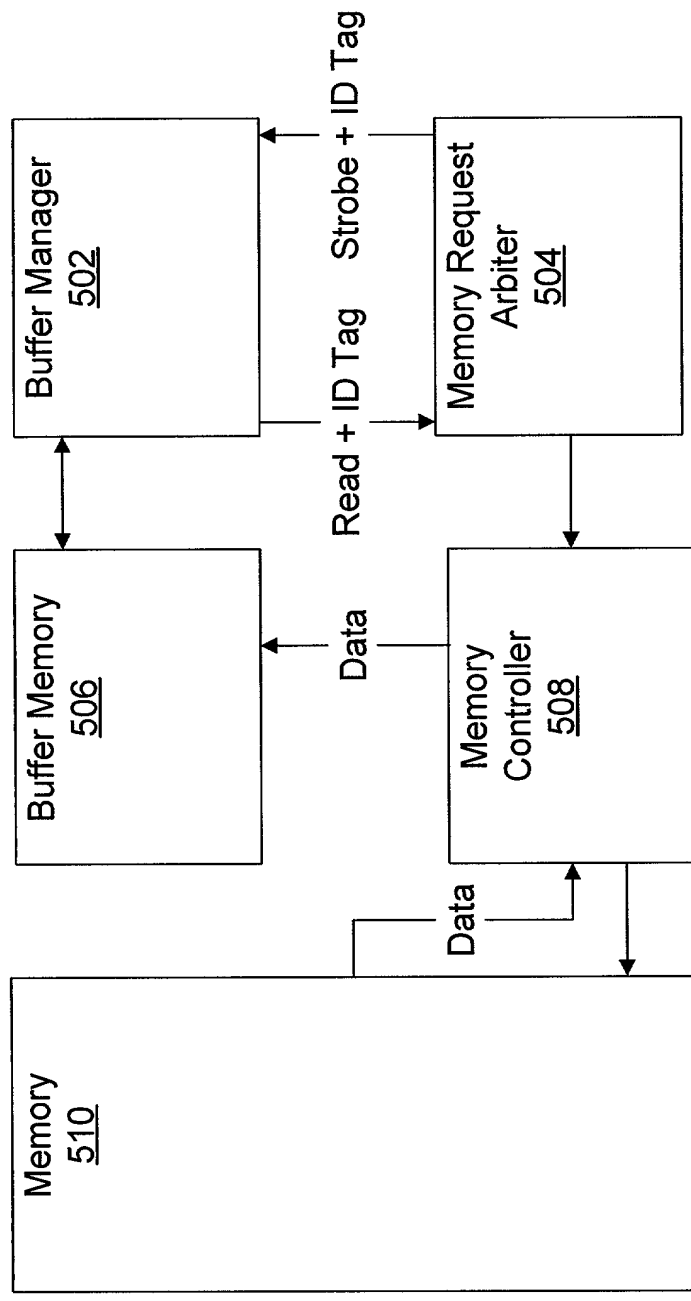 Memory
510
Buffer Memory
506
Buffer Manager
502
Data
Data
Read + ID Tag
Strobe + ID Tag
Memory
Controller
508
Memory Request
Arbiter
504